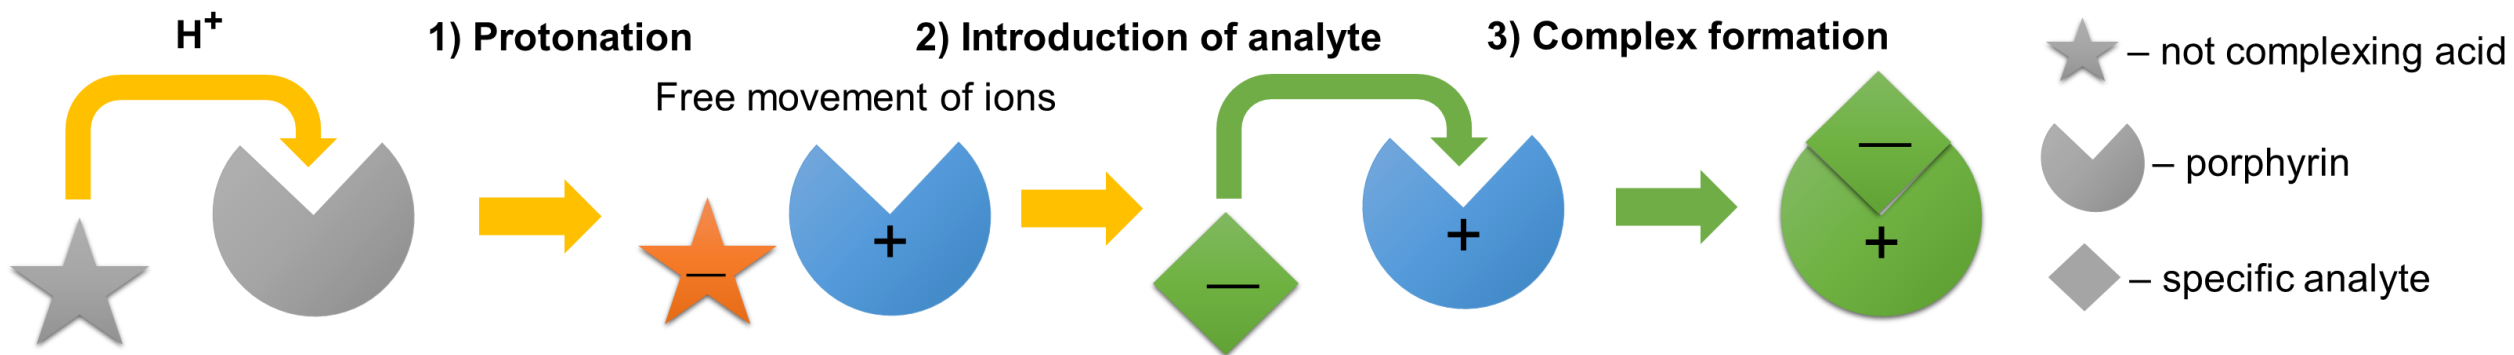 H+
1) Protonation
2) Introduction of analyte
3) Complex formation
Free movement of ions
— + — + — +
– not complexing acid
– porphyrin
– specific analyte